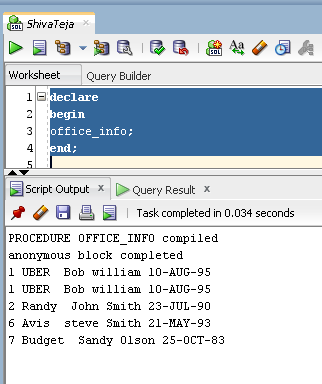 SQL ShivaTeja ×
SQL Aa
Worksheet Query Builder
1 declare
2 begin
3 office_info;
4 end;
5
Script Output × Query Result ×
Task completed in 0.034 seconds
PROCEDURE OFFICE_INFO compiled
anonymous block completed
1 UBER Bob william 10-AUG-95
1 UBER Bob william 10-AUG-95
2 Randy John Smith 23-JUL-90
6 Avis steve Smith 21-MAY-93
7 Budget Sandy Olson 25-OCT-83